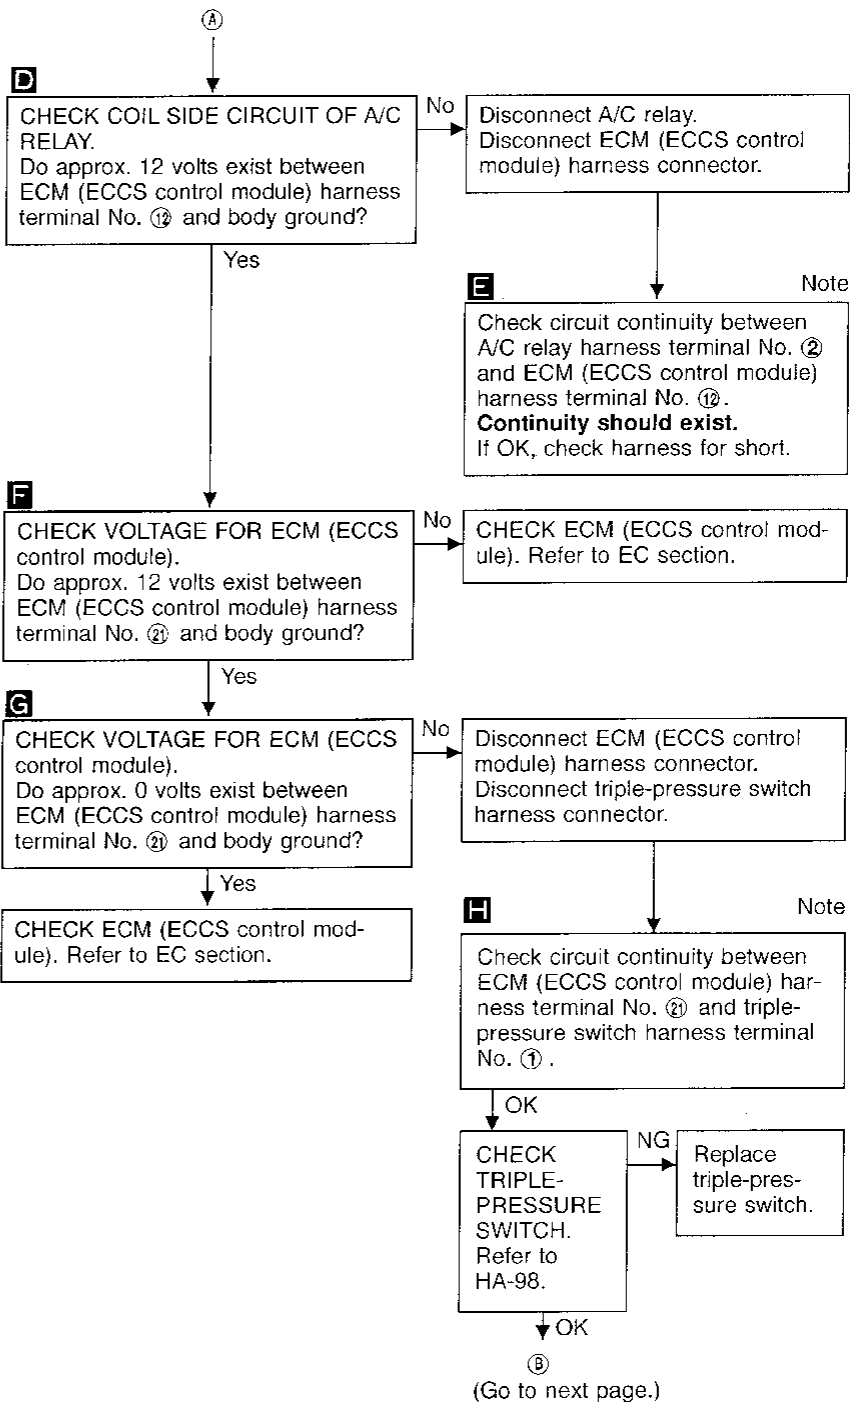 Ⓐ
D
CHECK COIL SIDE CIRCUIT OF A/C
RELAY.
Do approx. 12 volts exist between
ECM (ECCS control module) harness
terminal No. ⑫ and body ground?
No
Disconnect A/C relay.
Disconnect ECM (ECCS control
module) harness connector.
Yes
E
Note
Check circuit continuity between
A/C relay harness terminal No. ②
and ECM (ECCS control module)
harness terminal No. ⑫.
Continuity should exist.
If OK, check harness for short.
F
CHECK VOLTAGE FOR ECM (ECCS
control module).
Do approx. 12 volts exist between
ECM (ECCS control module) harness
terminal No. ㉑ and body ground?
No
CHECK ECM (ECCS control mod-
ule). Refer to EC section.
Yes
G
CHECK VOLTAGE FOR ECM (ECCS
control module).
Do approx. 0 volts exist between
ECM (ECCS control module) harness
terminal No. ㉑ and body ground?
No
Disconnect ECM (ECCS control
module) harness connector.
Disconnect triple-pressure switch
harness connector.
Yes
CHECK ECM (ECCS control mod-
ule). Refer to EC section.
H
Note
Check circuit continuity between
ECM (ECCS control module) har-
ness terminal No. ㉑ and triple-
pressure switch harness terminal
No. ① .
OK
CHECK
TRIPLE-
PRESSURE
SWITCH.
Refer to
HA-98.
NG
Replace
triple-pres-
sure switch.
OK
Ⓑ
(Go to next page.)